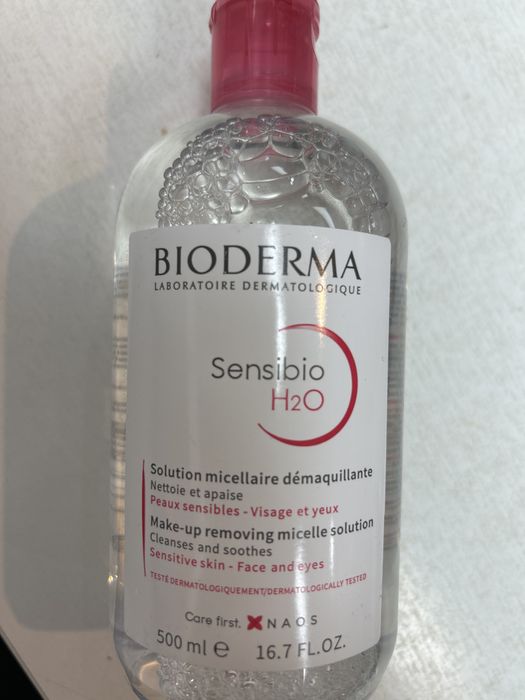 BIODERMA
LABORATOIRE DERMATOLOGIQUE
Sensibio
H2O
Solution micellaire démaquillante
Nettoie et apaise
Peaux sensibles - Visage et yeux
Make-up removing micelle solution
Cleanses and soothes
Sensitive skin - Face and eyes
TESTÉ DERMATOLOGIQUEMENT/DERMATOLOGICALLY TESTED
Care first. NAOS
500 ml e 16.7 FL.OZ.